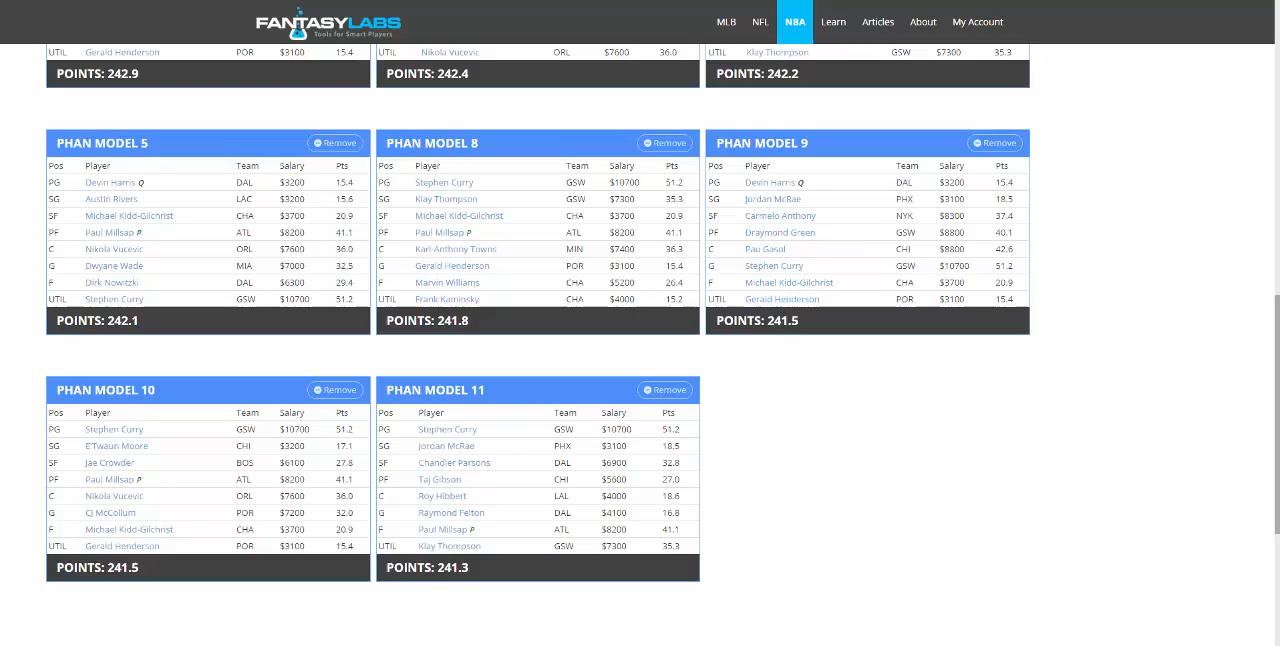 FANTASYLABS
Tools for Smart Players
MLB NFL NBA Learn Articles About My Account
UTIL Gerald Henderson POR $3100 15.4
POINTS: 242.9
UTIL Nikola Vucevic ORL $7600 36.0
POINTS: 242.4
UTIL Klay Thompson GSW $7300 35.3
POINTS: 242.2
PHAN MODEL 5 Remove
Pos Player Team Salary Pts
PG Devin Harris Q DAL $3200 15.4
SG Austin Rivers LAC $3200 15.6
SF Michael Kidd-Gilchrist CHA $3700 20.9
PF Paul Millsap P ATL $8200 41.1
C Nikola Vucevic ORL $7600 36.0
G Dwyane Wade MIA $7000 32.5
F Dirk Nowitzki DAL $6300 29.4
UTIL Stephen Curry GSW $10700 51.2
POINTS: 242.1
PHAN MODEL 8 Remove
Pos Player Team Salary Pts
PG Stephen Curry GSW $10700 51.2
SG Klay Thompson GSW $7300 35.3
SF Michael Kidd-Gilchrist CHA $3700 20.9
PF Paul Millsap P ATL $8200 41.1
C Karl-Anthony Towns MIN $7400 36.3
G Gerald Henderson POR $3100 15.4
F Marvin Williams CHA $5200 26.4
UTIL Frank Kaminsky CHA $4000 15.2
POINTS: 241.8
PHAN MODEL 9 Remove
Pos Player Team Salary Pts
PG Devin Harris Q DAL $3200 15.4
SG Jordan McRae PHX $3100 18.5
SF Carmelo Anthony NYK $8300 37.4
PF Draymond Green GSW $8800 40.1
C Pau Gasol CHI $8800 42.6
G Stephen Curry GSW $10700 51.2
F Michael Kidd-Gilchrist CHA $3700 20.9
UTIL Gerald Henderson POR $3100 15.4
POINTS: 241.5
PHAN MODEL 10 Remove
Pos Player Team Salary Pts
PG Stephen Curry GSW $10700 51.2
SG E'Twaun Moore CHI $3200 17.1
SF Jae Crowder BOS $6100 27.8
PF Paul Millsap P ATL $8200 41.1
C Nikola Vucevic ORL $7600 36.0
G CJ McCollum POR $7200 32.0
F Michael Kidd-Gilchrist CHA $3700 20.9
UTIL Gerald Henderson POR $3100 15.4
POINTS: 241.5
PHAN MODEL 11 Remove
Pos Player Team Salary Pts
PG Stephen Curry GSW $10700 51.2
SG Jordan McRae PHX $3100 18.5
SF Chandler Parsons DAL $6900 32.8
PF Taj Gibson CHI $5600 27.0
C Roy Hibbert LAL $4000 18.6
G Raymond Felton DAL $4100 16.8
F Paul Millsap P ATL $8200 41.1
UTIL Klay Thompson GSW $7300 35.3
POINTS: 241.3